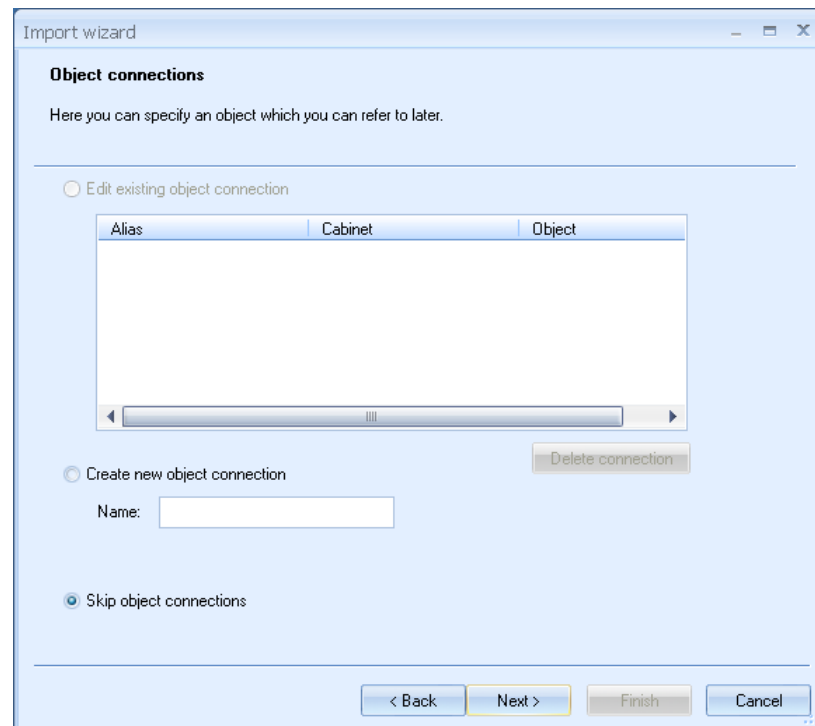 Import wizard
Object connections
Here you can specify an object which you can refer to later.
Edit existing object connection
Alias Cabinet Object
Delete connection
Create new object connection
Name:
Skip object connections
< Back Next > Finish Cancel